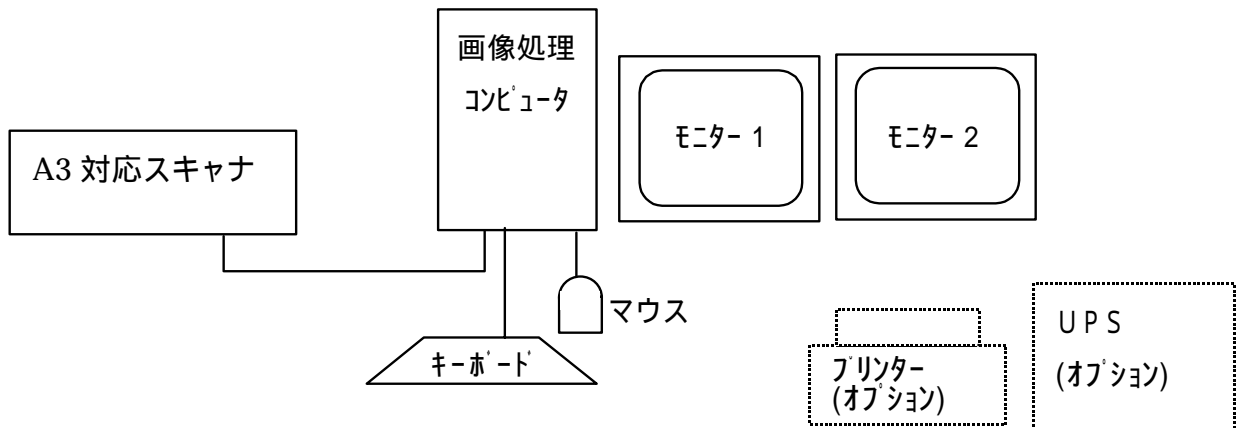 画像処理
ｺﾝﾋﾟｭｰﾀ
A3 対応スキャナ
ﾓﾆﾀｰ 1
ﾓﾆﾀｰ 2
マウス
ｷｰﾎﾞｰﾄﾞ
ﾌﾟﾘﾝﾀｰ
(ｵﾌﾟｼｮﾝ)
ＵＰＳ
(ｵﾌﾟｼｮﾝ)